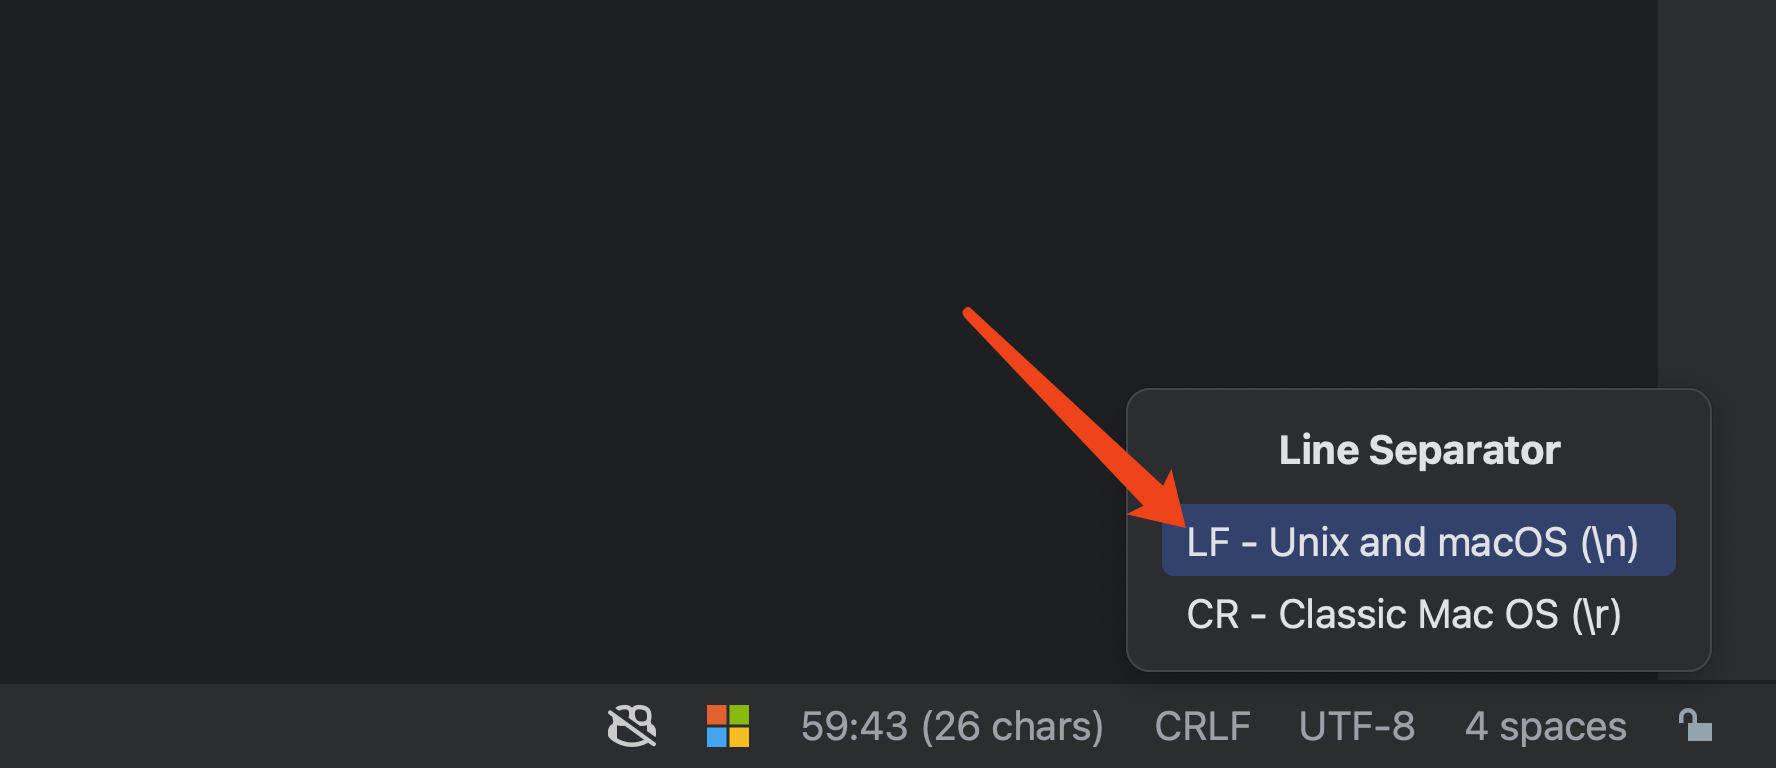 Line Separator
LF - Unix and macOS (\n)
CR - Classic Mac OS (\r)
59:43 (26 chars) CRLF UTF-8 4 spaces